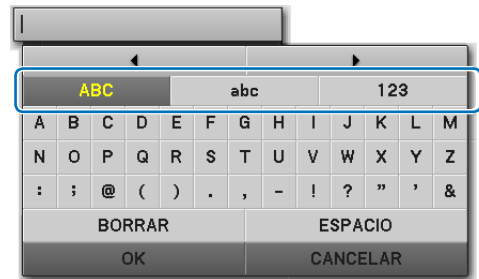 ABC abc 123
A B C D E F G H I J K L M
N O P Q R S T U V W X Y Z
: ; @ ( ) . , - ! ? ” ’ &
BORRAR ESPACIO
OK CANCELAR